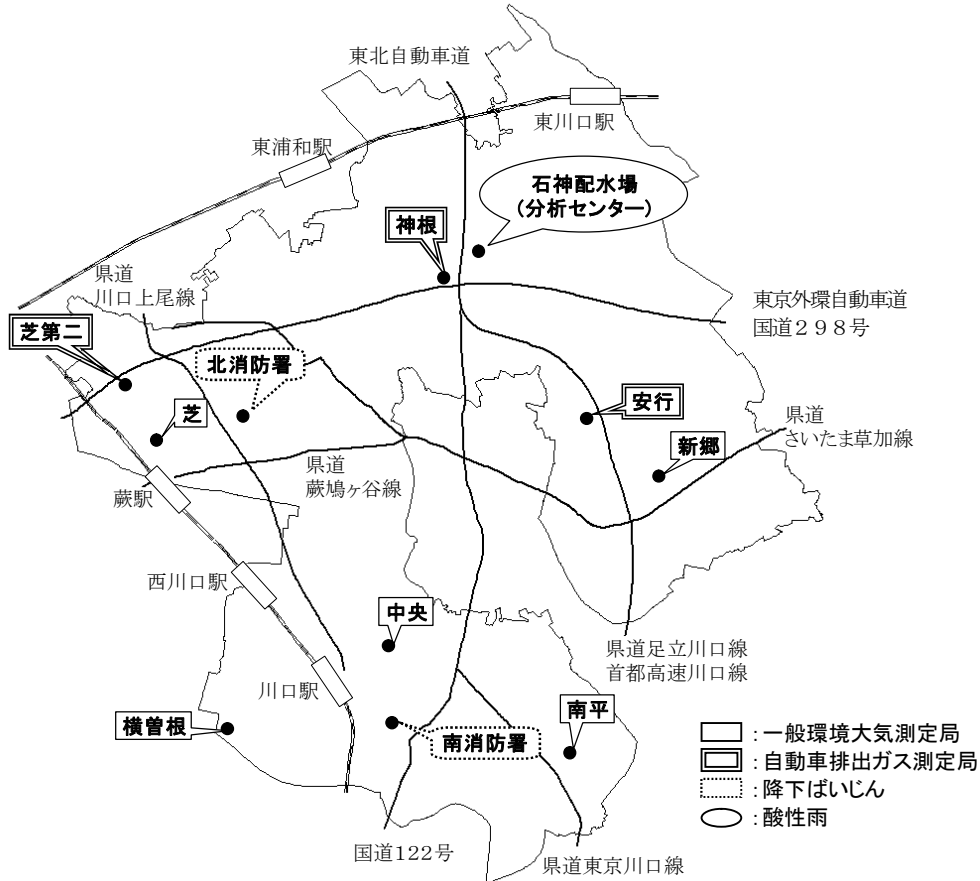 東北自動車道
東川口駅
東浦和駅
石神配水場
(分析センター)
神根
県道
川口上尾線
東京外環自動車道
国道298号
芝第二
北消防署
芝
安行
県道
さいたま草加線
新郷
県道
蕨鳩ヶ谷線
蕨駅
西川口駅
中央
県道足立川口線
首都高速川口線
川口駅
南平
横曽根
南消防署
:一般環境大気測定局
:自動車排出ガス測定局
:降下ばいじん
:酸性雨
国道122号
県道東京川口線